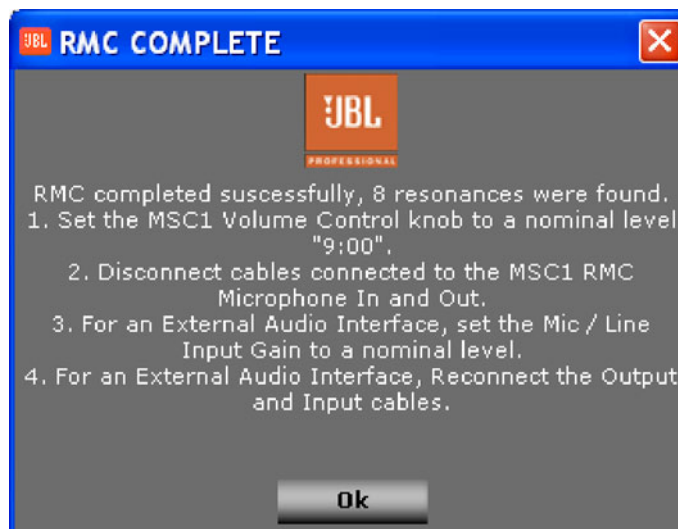 JBL RMC COMPLETE
JBL
PROFESSIONAL
RMC completed suscessfully, 8 resonances were found.
1. Set the MSC1 Volume Control knob to a nominal level
"9:00".
2. Disconnect cables connected to the MSC1 RMC
Microphone In and Out.
3. For an External Audio Interface, set the Mic / Line
Input Gain to a nominal level.
4. For an External Audio Interface, Reconnect the Output
and Input cables.
Ok